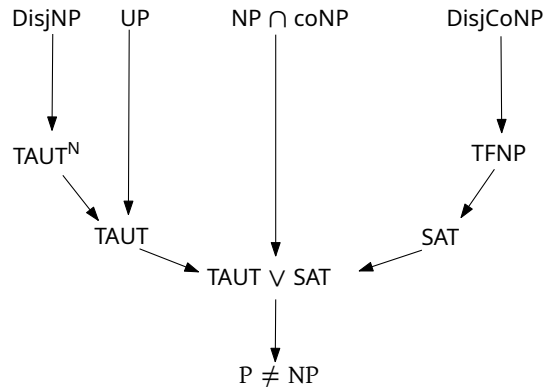 DisjNP UP NP ∩ coNP DisjCoNP
TAUT^N TFNP
TAUT SAT
TAUT ∨ SAT
P ≠ NP